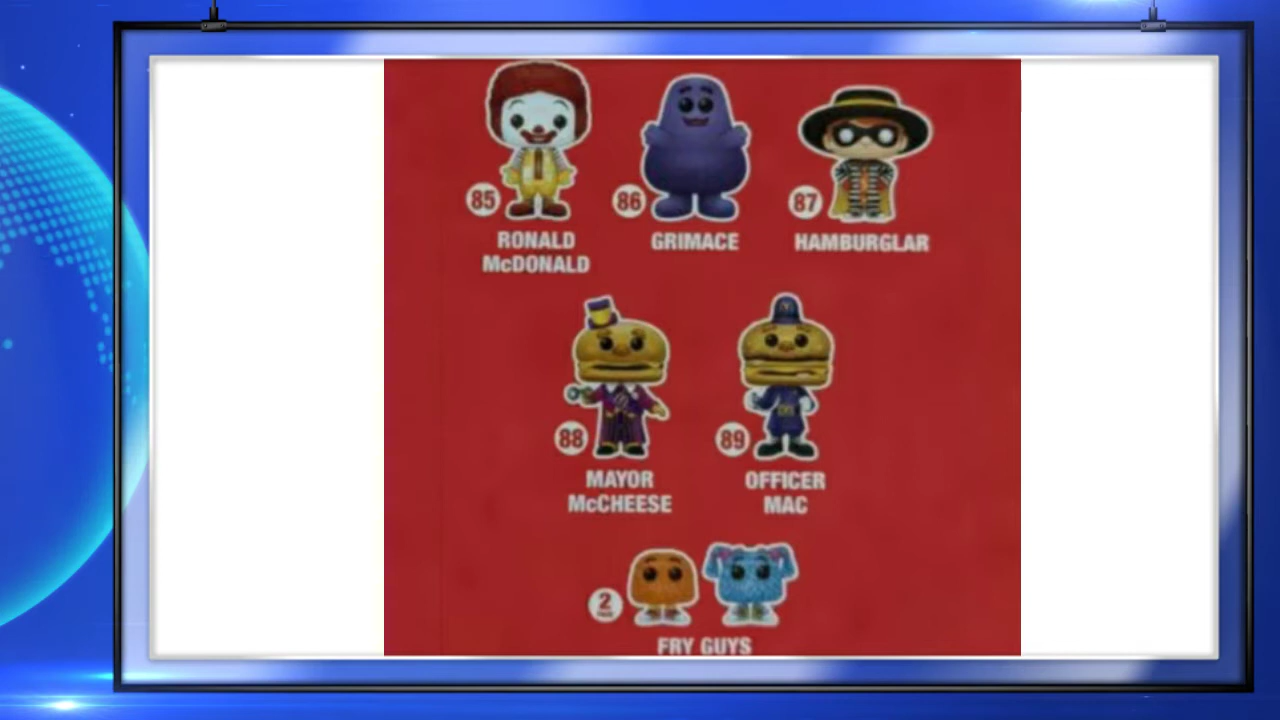 85
RONALD
McDONALD
86
GRIMACE
87
HAMBURGLAR
88
MAYOR
McCHEESE
89
OFFICER
MAC
2
FRY GUYS